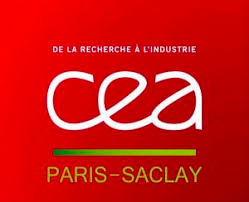 DE LA RECHERCHE À L'INDUSTRIE
cea
PARIS-SACLAY